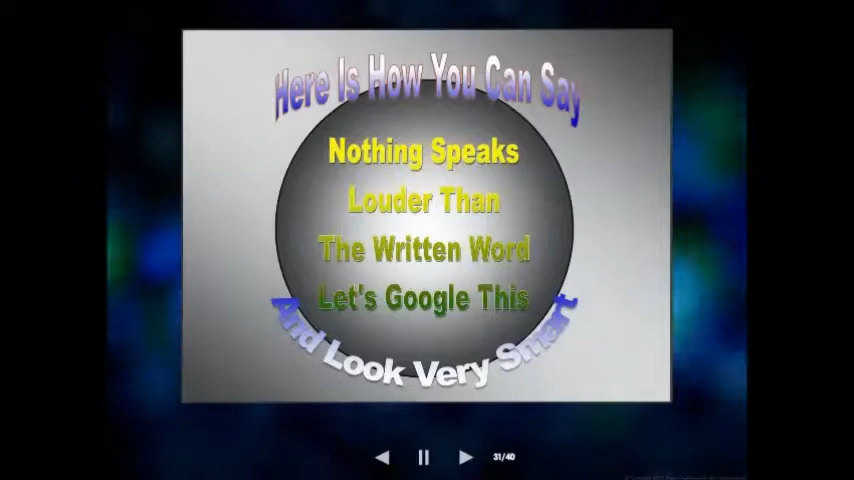 Here Is How You Can Say
Nothing Speaks
Louder Than
The Written Word
Let's Google This
And Look Very Smart
31/40